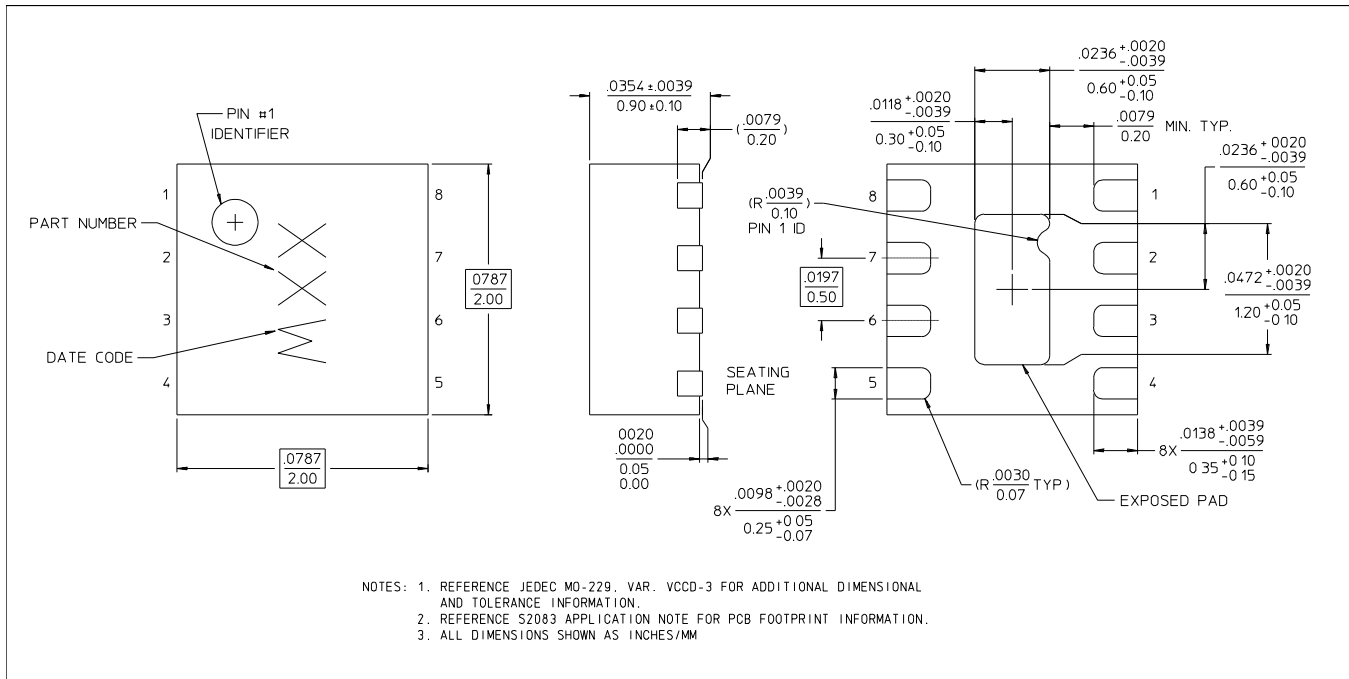 PIN #1
IDENTIFIER
PART NUMBER
DATE CODE
1
2
3
4
8
7
6
5
XX
W
.0787
2.00
.0787
2.00
.0354 ±.0039
0.90 ±0.10
(.0079
0.20)
SEATING
PLANE
0020
.0000
0.05
0.00
.0118 +.0020
-.0039
0.30 +0.05
-0.10
.0236 +.0020
-.0039
0.60 +0.05
-0.10
.0079
0.20
MIN. TYP.
.0236 +.0020
-.0039
0.60 +0.05
-0.10
(R .0039
0.10)
PIN 1 ID
8
7
6
5
1
2
3
4
.0197
0.50
.0472 +.0020
-.0039
1.20 +0.05
-0 10
8X .0138 +.0039
-.0059
0 35 +0 10
-0 15
8X .0098 +.0020
-.0028
0.25 +0 05
-0.07
(R .0030
0.07 TYP)
EXPOSED PAD
NOTES: 1. REFERENCE JEDEC MO-229, VAR. VCCD-3 FOR ADDITIONAL DIMENSIONAL
AND TOLERANCE INFORMATION.
2. REFERENCE S2083 APPLICATION NOTE FOR PCB FOOTPRINT INFORMATION.
3. ALL DIMENSIONS SHOWN AS INCHES/MM